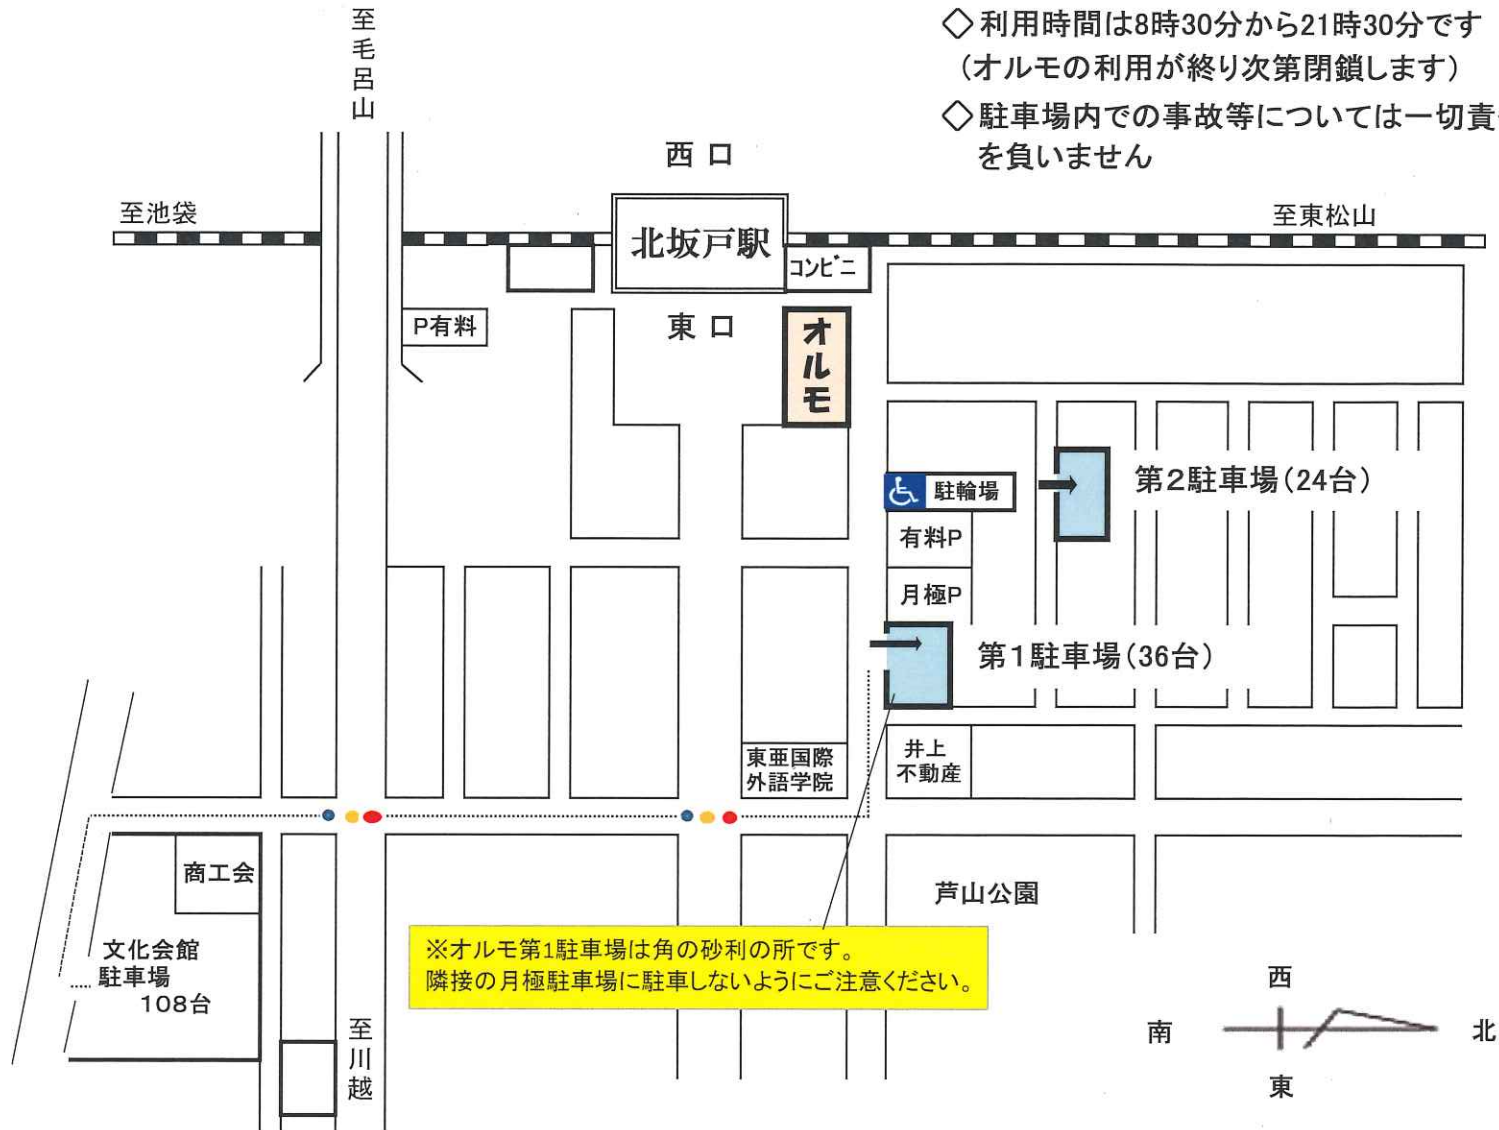 ◇利用時間は8時30分から21時30分です
(オルモの利用が終り次第閉鎖します)
◇駐車場内での事故等については一切責
を負いません
至毛呂山
西口
至池袋
北坂戸駅
至東松山
コンビニ
P有料
東口
オルモ
駐輪場
第2駐車場(24台)
有料P
月極P
第1駐車場(36台)
東亜国際
外語学院
井上
不動産
商工会
芦山公園
文化会館
駐車場
108台
※オルモ第1駐車場は角の砂利の所です。
隣接の月極駐車場に駐車しないようにご注意ください。
至川越
西
南
北
東